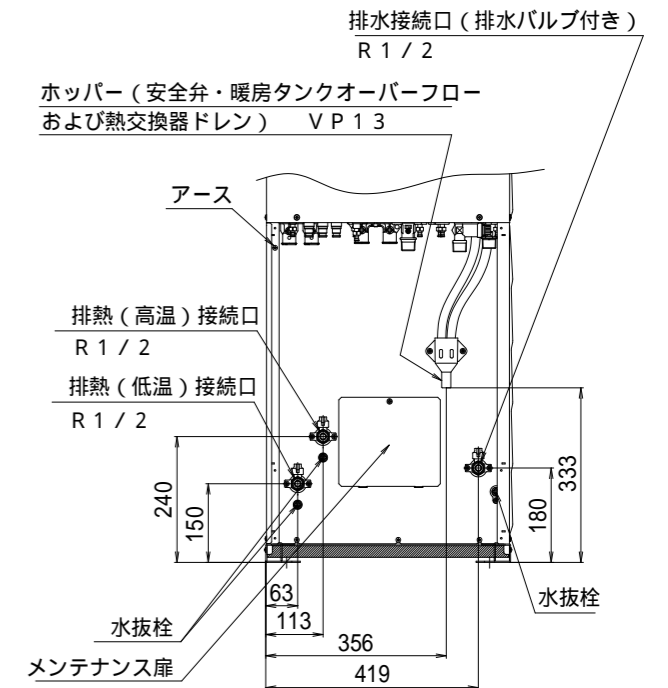 排水接続口(排水バルブ付き)
R1/2
ホッパー(安全弁・暖房タンクオーバーフロー
および熱交換器ドレン) VP13
アース
排熱(高温)接続口
R1/2
排熱(低温)接続口
R1/2
240
150
333
180
63
113
356
419
水抜栓
水抜栓
メンテナンス扉